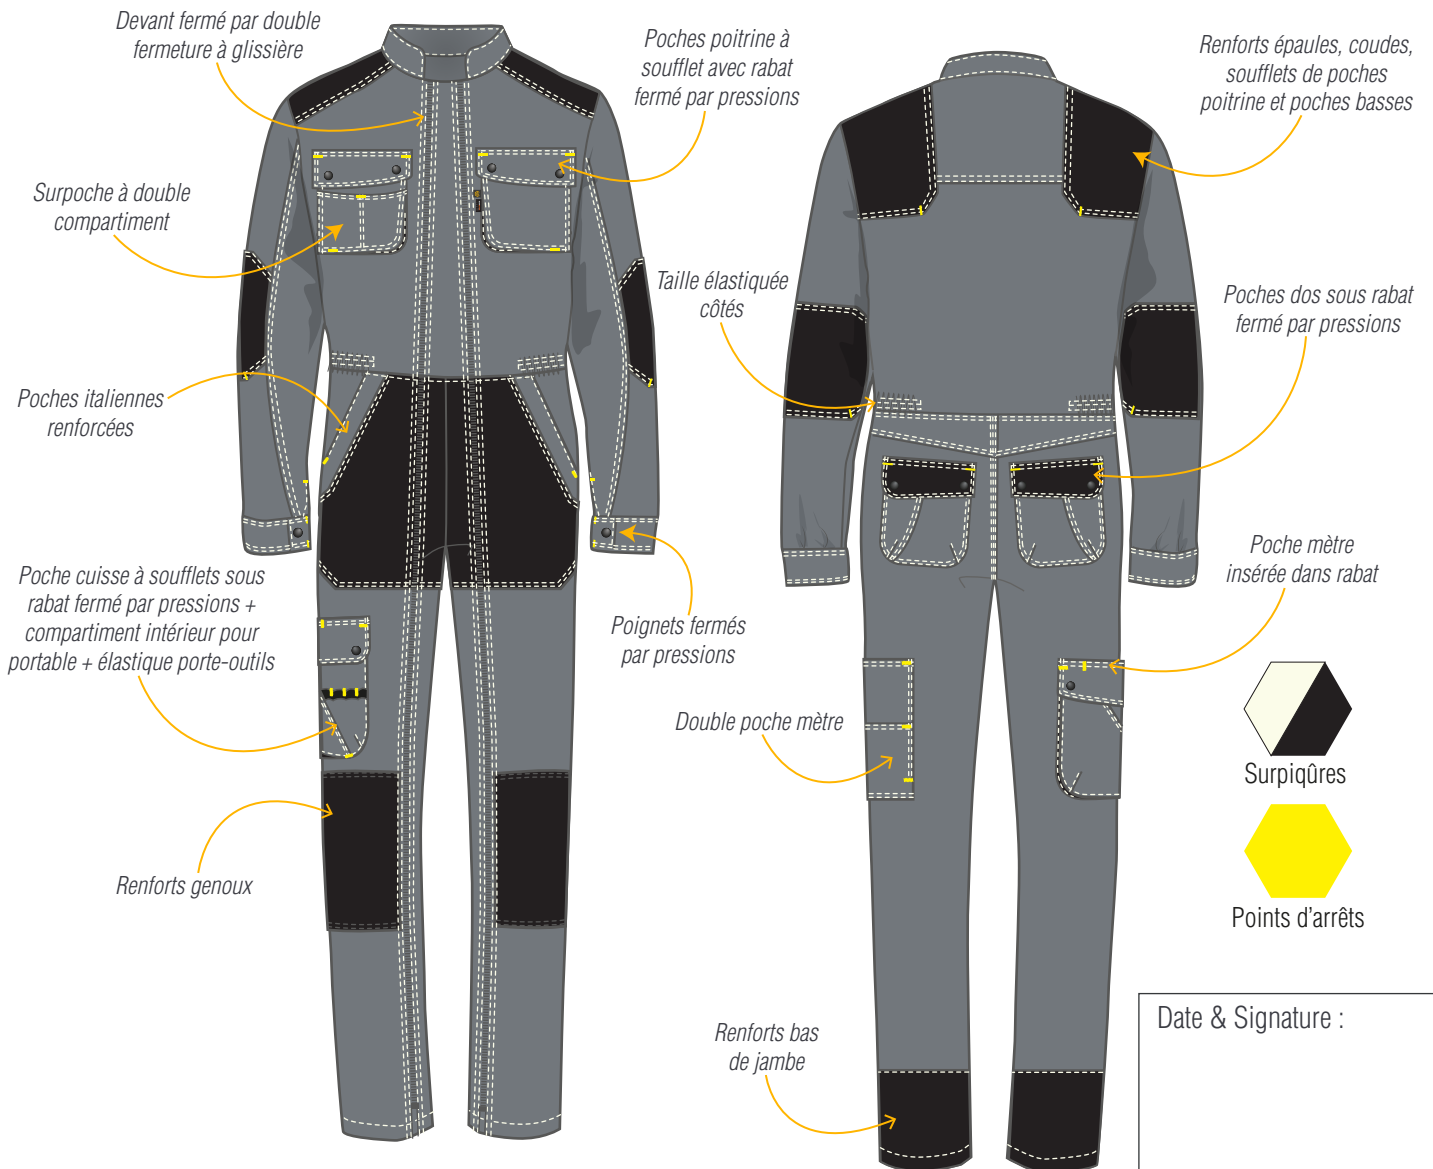 Devant fermé par double
fermeture à glissière
Poches poitrine à
soufflet avec rabat
fermé par pressions
Renforts épaules, coudes,
soufflets de poches
poitrine et poches basses
Surpoche à double
compartiment
Taille élastiquée
côtés
Poches dos sous rabat
fermé par pressions
Poches italiennes
renforcées
Poche cuisse à soufflets sous
rabat fermé par pressions +
compartiment intérieur pour
portable + élastique porte-outils
Poignets fermés
par pressions
Poche mètre
insérée dans rabat
Double poche mètre
Surpiqûres
Renforts genoux
Points d'arrêts
Renforts bas
de jambe
Date & Signature :